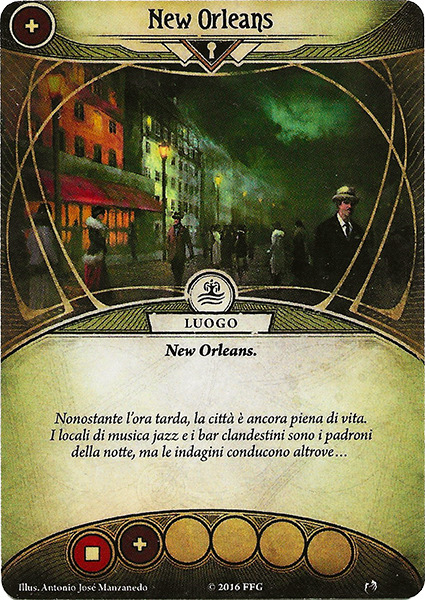 New Orleans
LUOGO
New Orleans.
Nonostante l'ora tarda, la città è ancora piena di vita.
I locali di musica jazz e i bar clandestini sono i padroni
della notte, ma le indagini conducono altrove…
Illus. Antonio José Manzanedo
© 2016 FFG